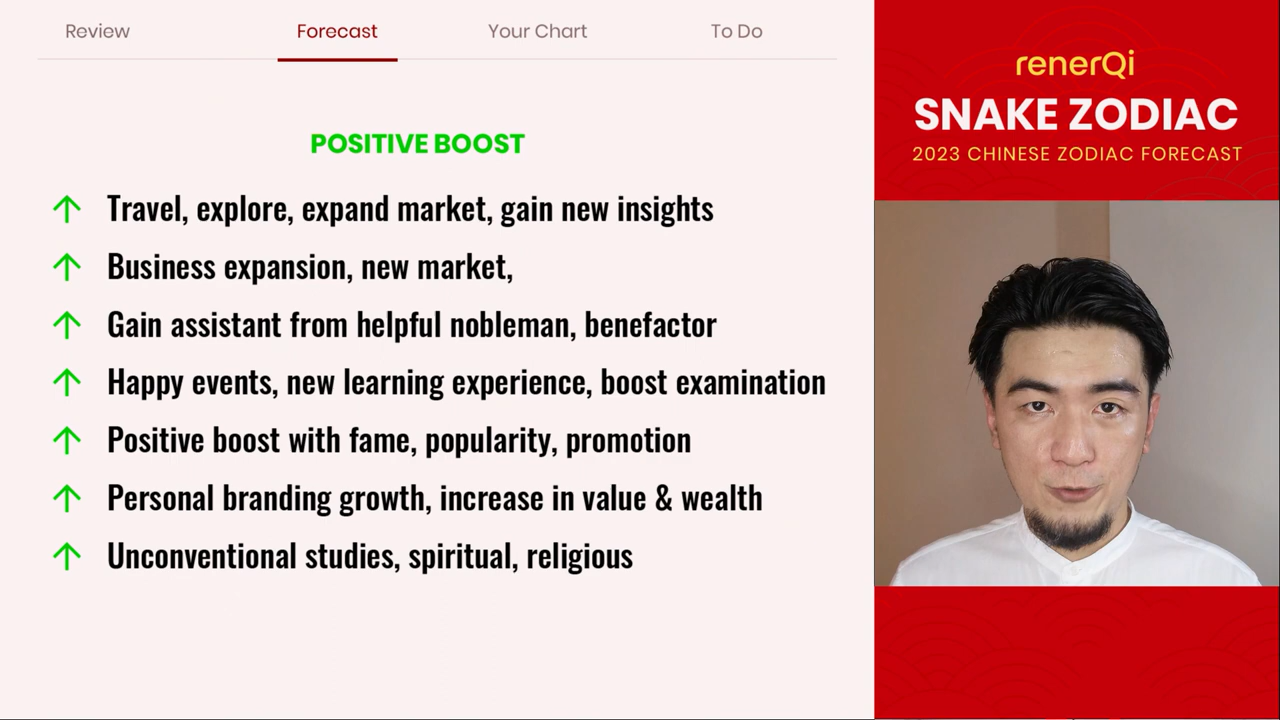 Review
Forecast
Your Chart
To Do
POSITIVE BOOST
Travel, explore, expand market, gain new insights
Business expansion, new market,
Gain assistant from helpful nobleman, benefactor
Happy events, new learning experience, boost examination
Positive boost with fame, popularity, promotion
Personal branding growth, increase in value & wealth
Unconventional studies, spiritual, religious
renerQi
SNAKE ZODIAC
2023 CHINESE ZODIAC FORECAST